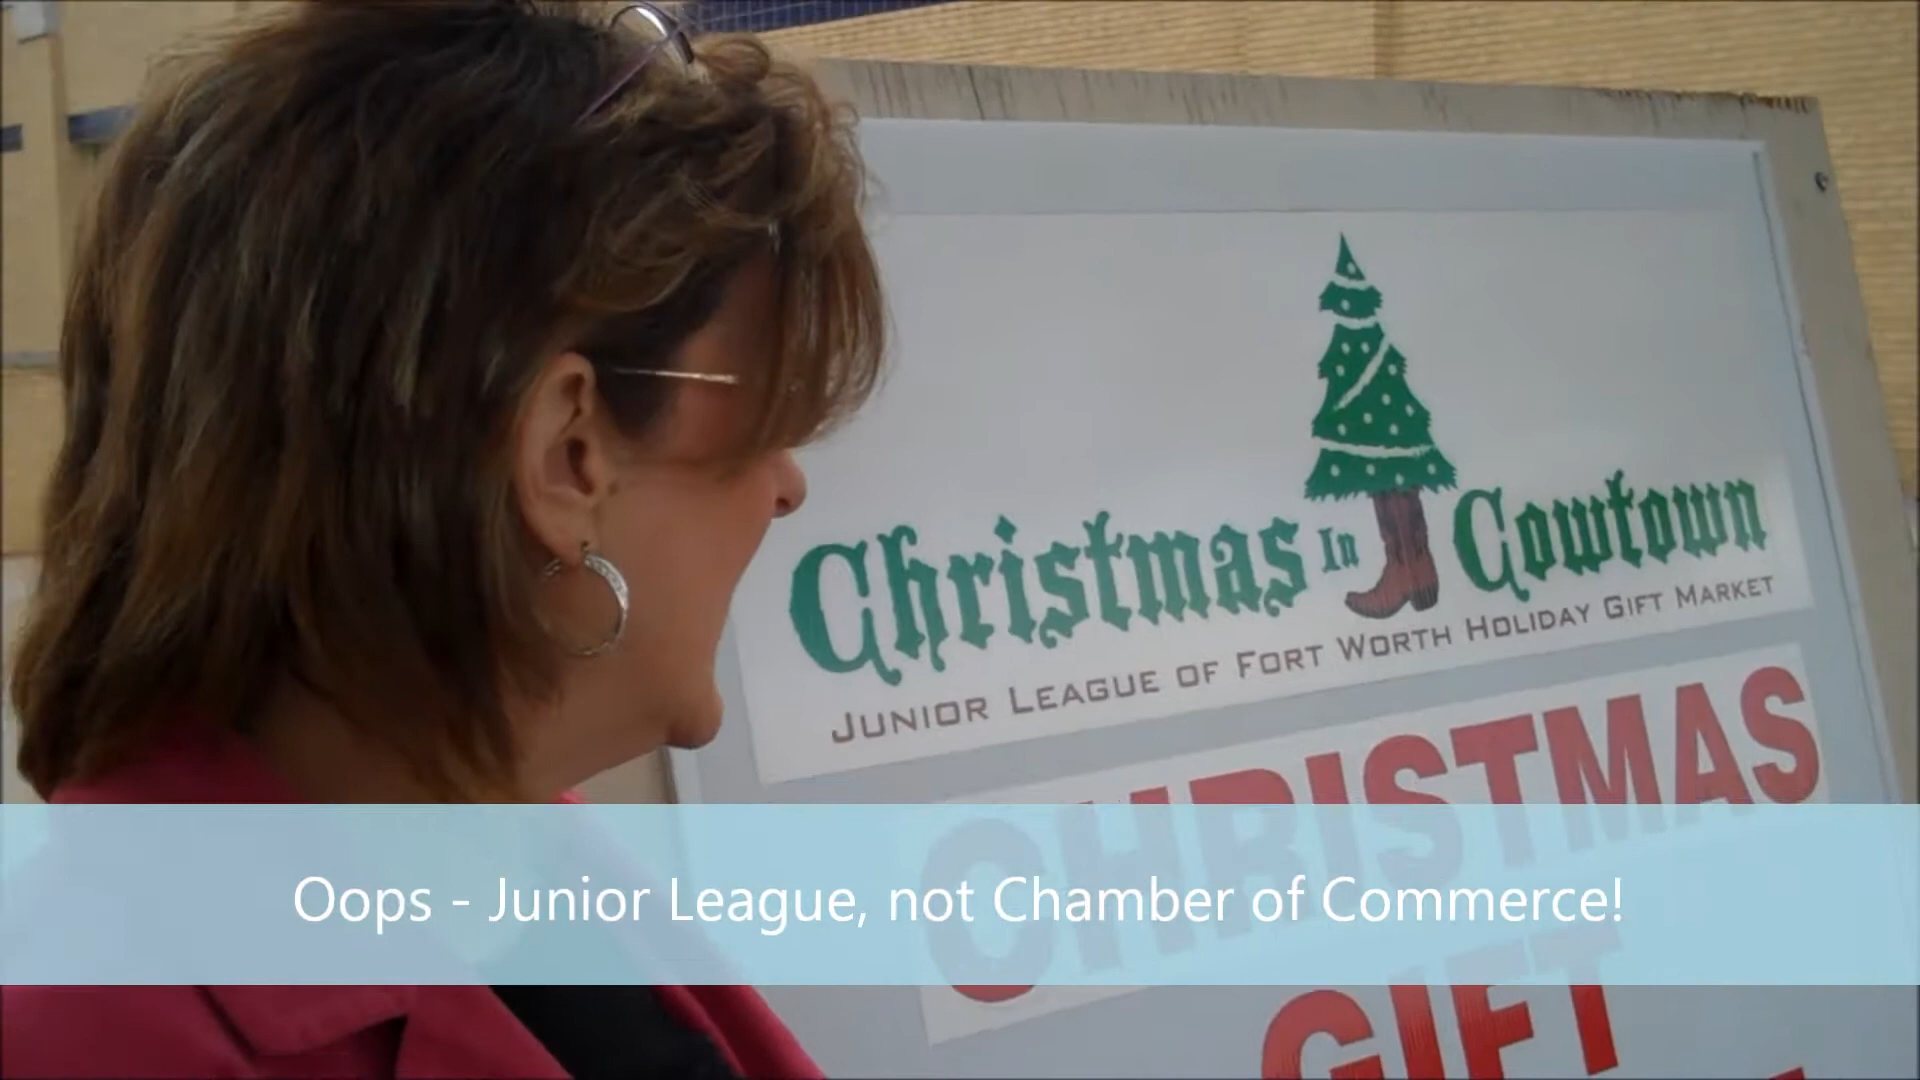 Christmas In Cowtown
JUNIOR LEAGUE OF FORT WORTH HOLIDAY GIFT MARKET
CHRISTMAS
Oops - Junior League, not Chamber of Commerce!
GIFT